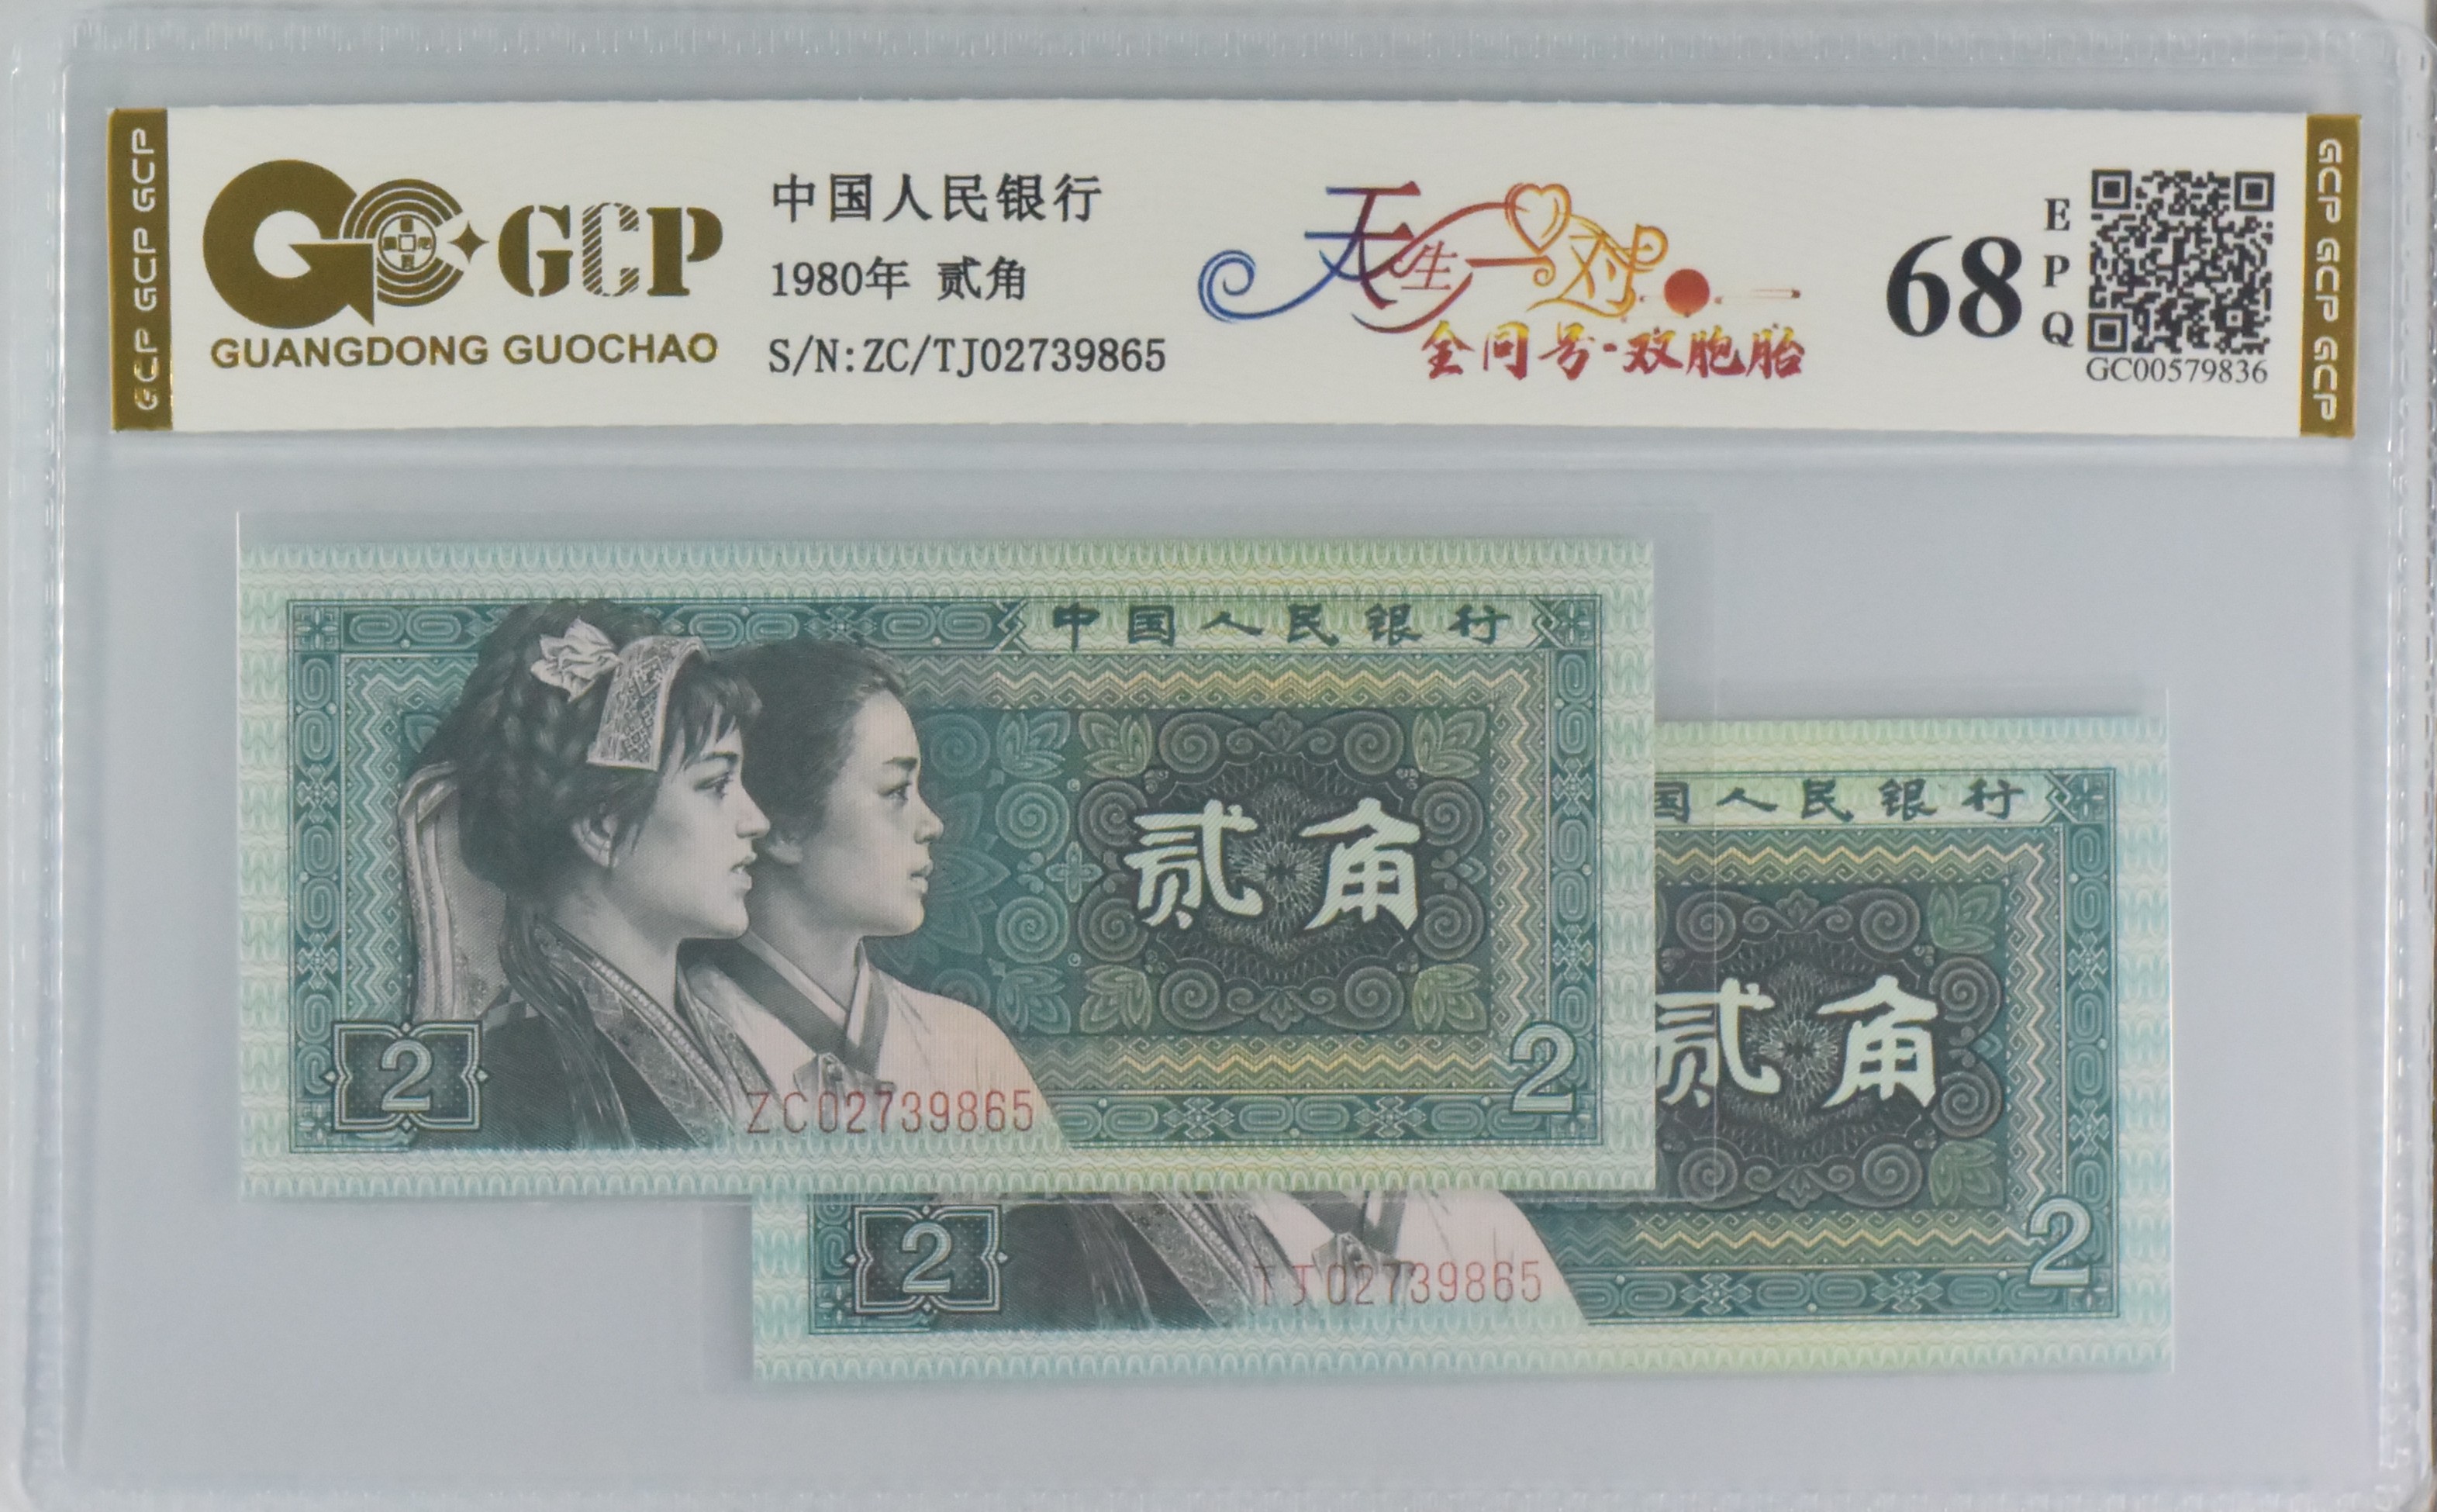 GCP GCP GCP
GCP
GUANGDONG GUOCHAO
中国人民银行
1980年 贰角
S/N:ZC/TJ02739865
天生一对
全同号·双胞胎
68
EPQ
GC00579836
GCP GCP GCP GCP
中国人民银行
贰角
2
2
ZC02739865
国人民银行
贰角
2
2
TJ02739865